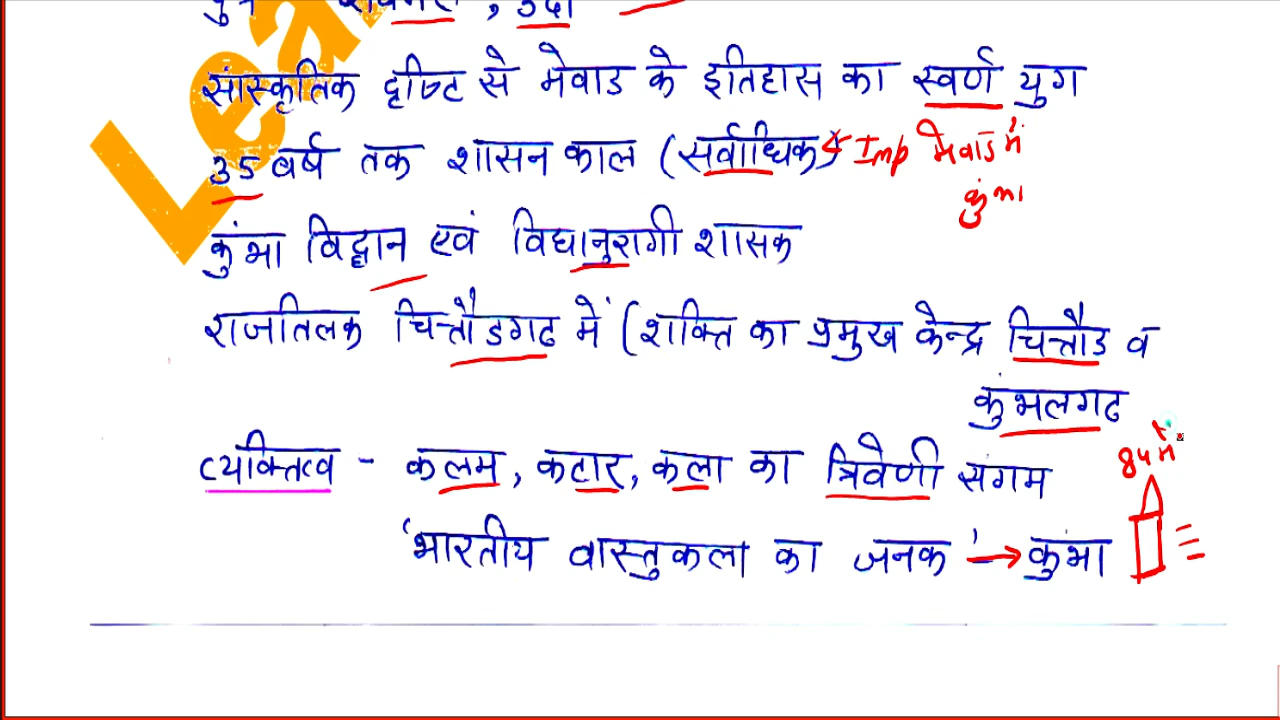 सांस्कृतिक दृष्टि से मेवाड के इतिहास का स्वर्ण युग
35 वर्ष तक शासन काल (सर्वाधिक) Imp मेवाड में
कुंभा
कुंभा विद्वान एवं विद्यानुरागी शासक
राजतिलक चित्तौडगढ में (शक्ति का प्रमुख केन्द्र चित्तौड व
कुंभलगढ
व्यक्तित्व - कलम, कटार, कला का त्रिवेणी संगम
84 में
'भारतीय वास्तुकला का जनक' → कुंभा